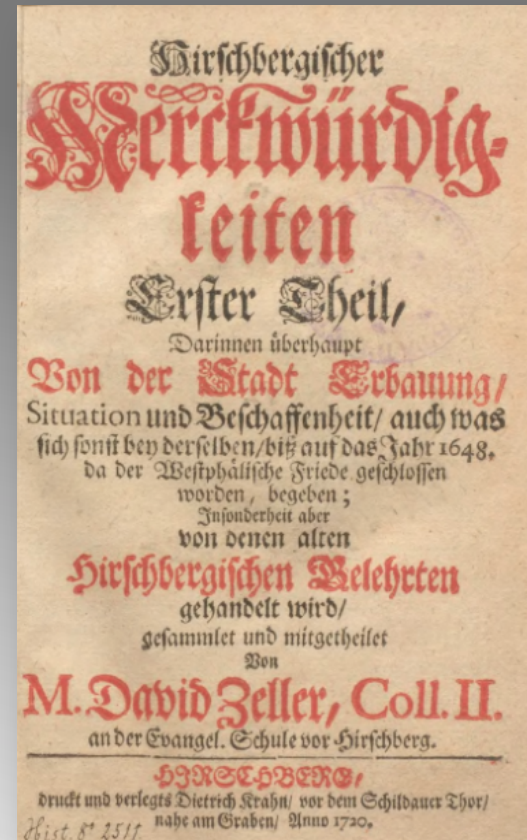 Hirschbergischer
Merckwürdig-
keiten
Erster Theil/
Darinnen überhaupt
Von der Stadt Erbauung/
Situation und Beschaffenheit/ auch was
sich sonst bey derselben/biß auf das Jahr 1648.
da der Westphälische Friede geschlossen
worden, begeben;
Insonderheit aber
von denen alten
Hirschbergischen Gelehrten
gehandelt wird/
gesammlet und mitgetheilet
Von
M. David Zeller, Coll. II.
an der Evangel. Schule vor Hirschberg.
HIRSCHBERG/
druckt und verlegts Dietrich Krahn/ vor dem Schildauer Thor/
nahe am Graben/ Anno 1720.
Hist. 8° 2511.